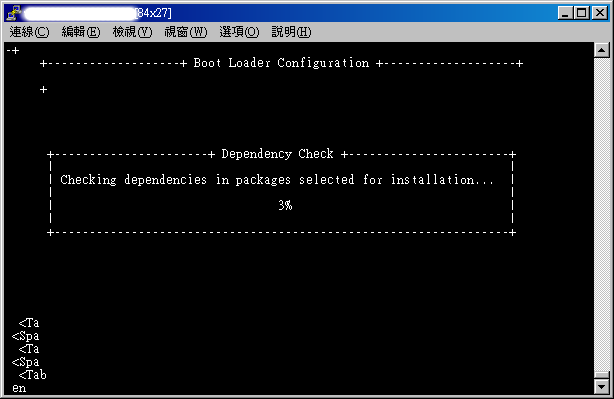 [84x27]
連線(C) 編輯(E) 檢視(V) 視窗(W) 選項(O) 說明(H)
-+
+-------------------+ Boot Loader Configuration +-------------------+
+
+----------------------+ Dependency Check +-----------------------+
| |
| Checking dependencies in packages selected for installation... |
| |
| 3% |
| |
+-----------------------------------------------------------------+
<Ta
<Spa
<Ta
<Spa
<Tab
en